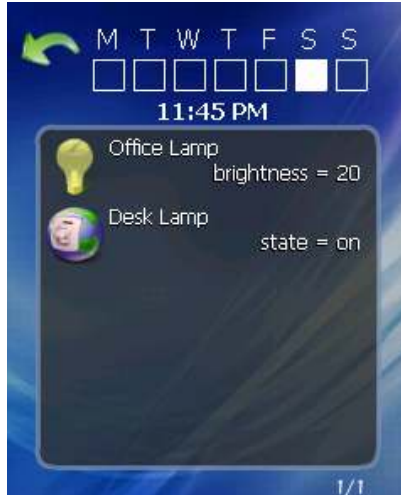 M T W T F S S
11:45 PM
Office Lamp
brightness = 20
Desk Lamp
state = on
1/1